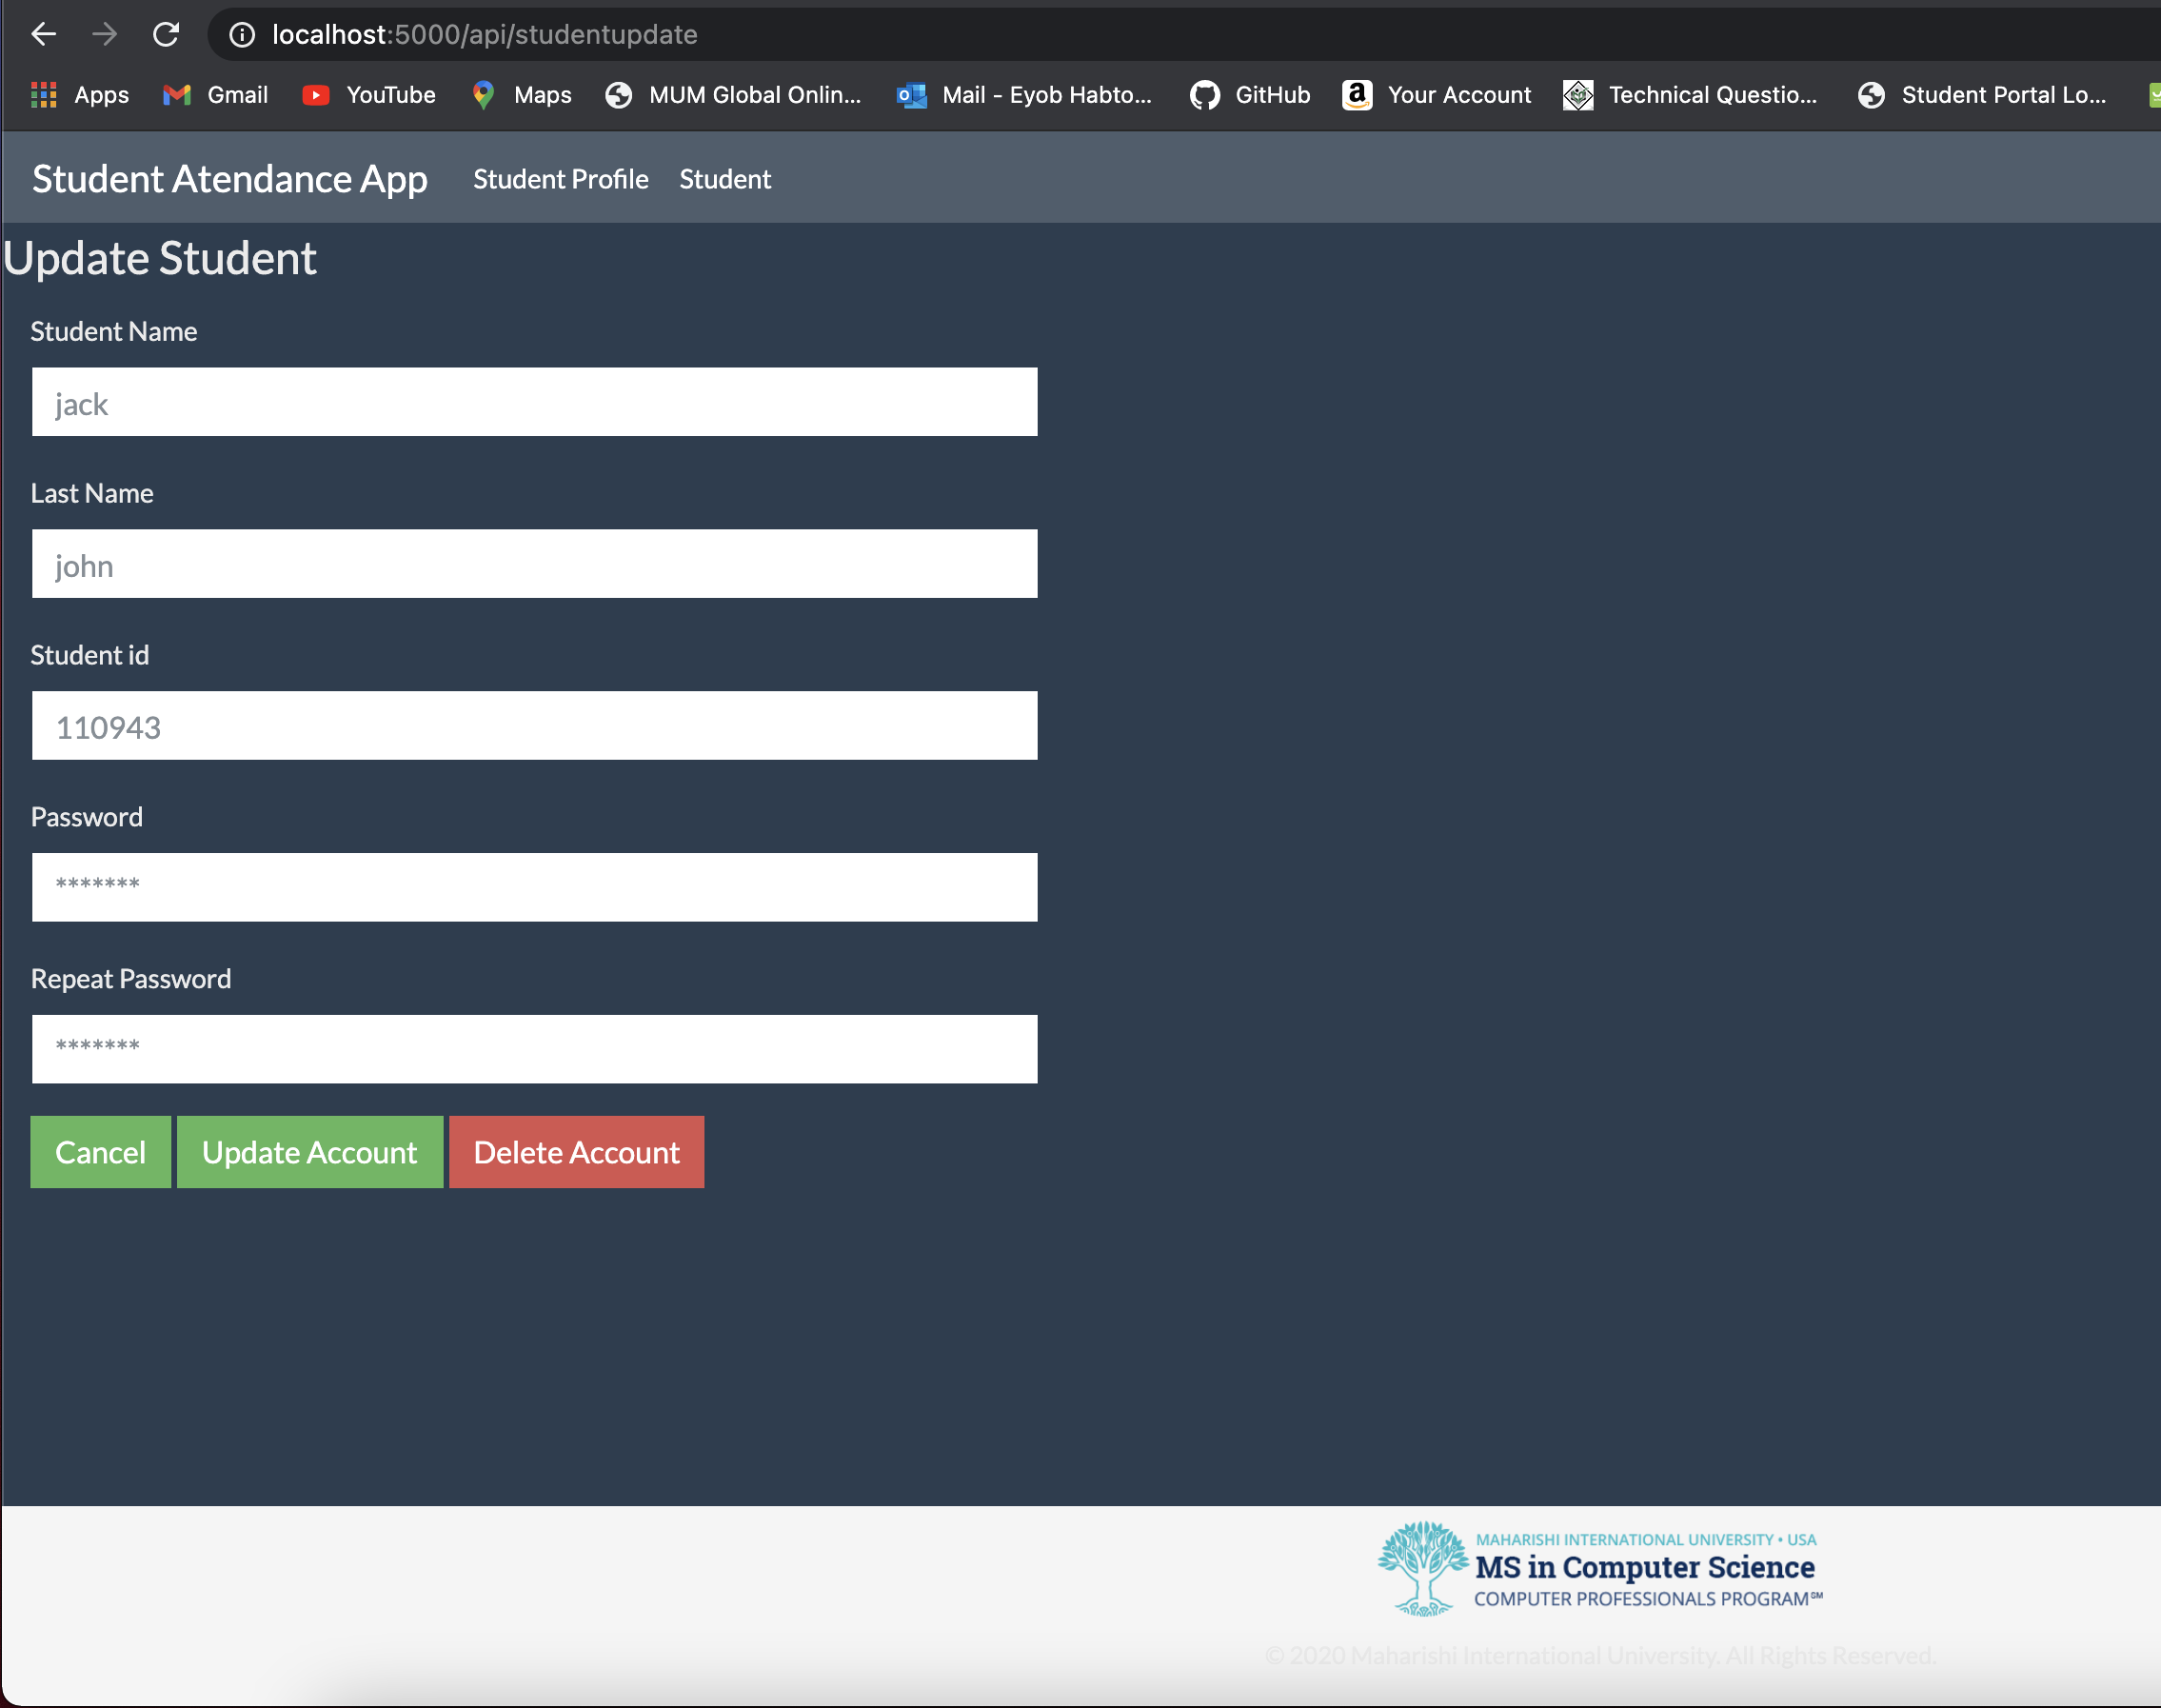 localhost:5000/api/studentupdate
Apps Gmail YouTube Maps MUM Global Onlin... Mail - Eyob Habto... GitHub Your Account Technical Questio... Student Portal Lo...
Student Atendance App Student Profile Student
Update Student
Student Name
jack
Last Name
john
Student id
110943
Password
*******
Repeat Password
*******
Cancel Update Account Delete Account
MAHARISHI INTERNATIONAL UNIVERSITY • USA
MS in Computer Science
COMPUTER PROFESSIONALS PROGRAM℠
© 2020 Maharishi International University. All Rights Reserved.